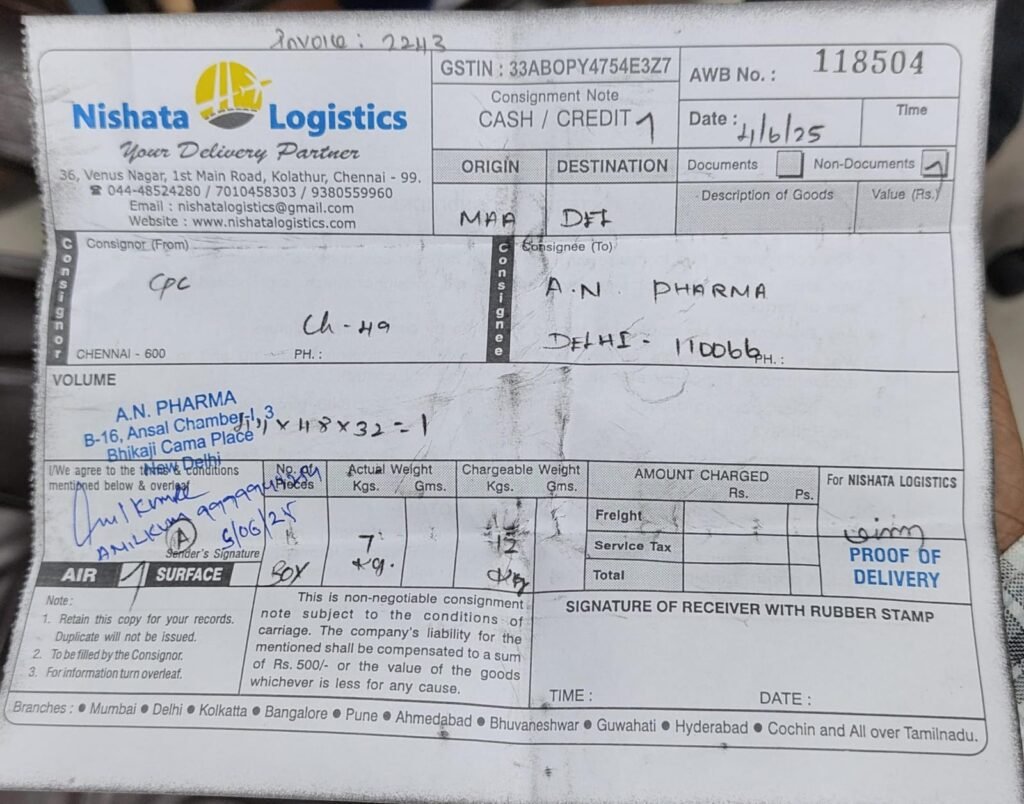 Invoice : 2243
Nishata Logistics
Your Delivery Partner
36, Venus Nagar, 1st Main Road, Kolathur, Chennai - 99.
☎ 044-48524280 / 7010458303 / 9380559960
Email : nishatalogistics@gmail.com
Website : www.nishatalogistics.com
GSTIN : 33ABOPY4754E3Z7
Consignment Note
CASH / CREDIT
AWB No. : 118504
Date : 4/6/25
Time
ORIGIN
DESTINATION
MAA
DEL
Documents
Non-Documents
Description of Goods
Value (Rs.)
Consignor
Consignor (From)
CPC
Ch - 49
CHENNAI - 600
PH. :
Consignee
Consignee (To)
A.N. PHARMA
DELHI - 110066
PH. :
VOLUME
x 48 x 32 = 1
A.N. PHARMA
B-16, Ansal Chamber-I, 3
Bhikaji Cama Place
New Delhi
I/We agree to the terms & conditions
mentioned below & overleaf
5/06/25
A
Sender's Signature
AIR
SURFACE
No. of
Pieces
BOX
Actual Weight
Kgs. Gms.
7
Kg.
Chargeable Weight
Kgs. Gms.
12
Kg
AMOUNT CHARGED
Rs. Ps.
Freight
Service Tax
Total
For NISHATA LOGISTICS
PROOF OF
DELIVERY
Note :
1. Retain this copy for your records.
Duplicate will not be issued.
2. To be filled by the Consignor.
3. For information turn overleaf.
This is non-negotiable consignment
note subject to the conditions of
carriage. The company's liability for the
mentioned shall be compensated to a sum
of Rs. 500/- or the value of the goods
whichever is less for any cause.
SIGNATURE OF RECEIVER WITH RUBBER STAMP
TIME :
DATE :
Branches : ● Mumbai ● Delhi ● Kolkatta ● Bangalore ● Pune ● Ahmedabad ● Bhuvaneshwar ● Guwahati ● Hyderabad ● Cochin and All over Tamilnadu.